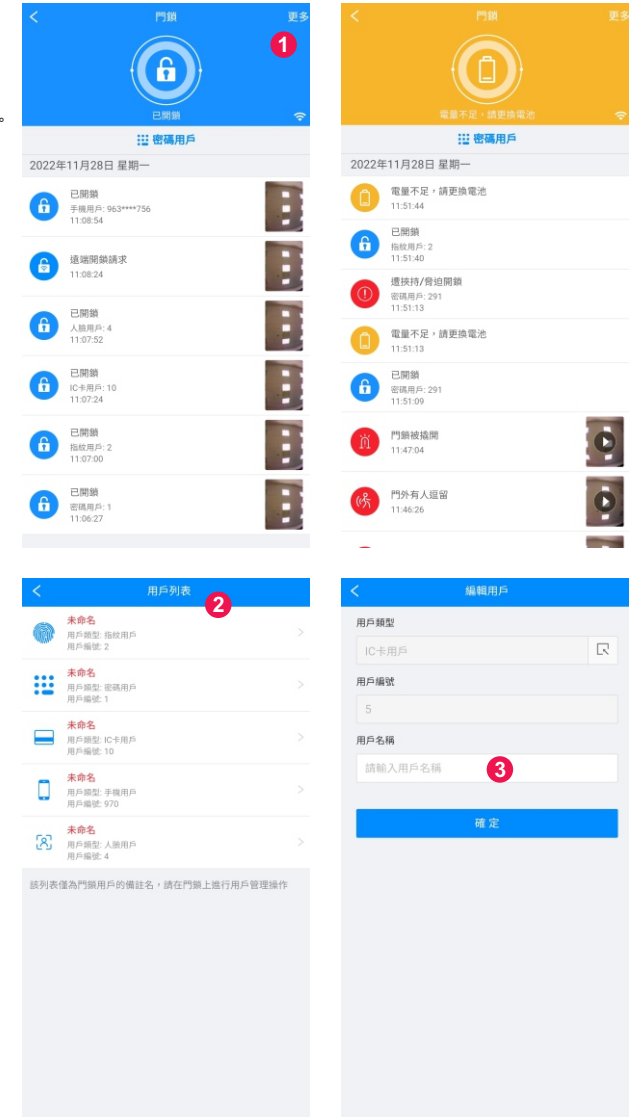 門鎖
更多
1
已開鎖
密碼用戶
2022年11月28日 星期一
已開鎖
手機用戶: 963****756
11:08:54
遠端開鎖請求
11:08:24
已開鎖
人臉用戶: 4
11:07:52
已開鎖
IC卡用戶: 10
11:07:24
已開鎖
指紋用戶: 2
11:07:00
已開鎖
密碼用戶: 1
11:06:27
門鎖
更多
電量不足，請更換電池
密碼用戶
2022年11月28日 星期一
電量不足，請更換電池
11:51:44
已開鎖
指紋用戶: 2
11:51:40
遭挾持/脅迫開鎖
密碼用戶: 291
11:51:13
電量不足，請更換電池
11:51:13
已開鎖
密碼用戶: 291
11:51:09
門鎖被撬開
11:47:04
門外有人逗留
11:46:26
。
用戶列表
2
未命名
用戶類型: 指紋用戶
用戶編號: 2
未命名
用戶類型: 密碼用戶
用戶編號: 1
未命名
用戶類型: IC卡用戶
用戶編號: 10
未命名
用戶類型: 手機用戶
用戶編號: 970
未命名
用戶類型: 人臉用戶
用戶編號: 4
該列表僅為門鎖用戶的備註名，請在門鎖上進行用戶管理操作
編輯用戶
用戶類型
IC卡用戶
用戶編號
5
用戶名稱
請輸入用戶名稱
3
確定